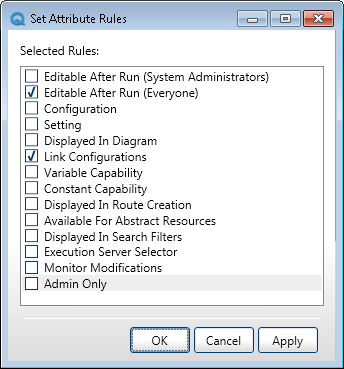 Set Attribute Rules
Selected Rules:
Editable After Run (System Administrators)
Editable After Run (Everyone)
Configuration
Setting
Displayed In Diagram
Link Configurations
Variable Capability
Constant Capability
Displayed In Route Creation
Available For Abstract Resources
Displayed In Search Filters
Execution Server Selector
Monitor Modifications
Admin Only
OK Cancel Apply